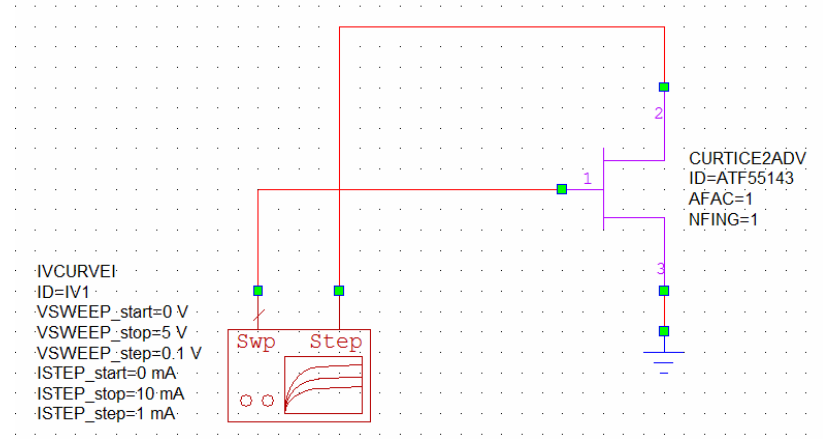 2
1
CURTICE2ADV
ID=ATF55143
AFAC=1
NFING=1
3
IVCURVEI
ID=IV1
VSWEEP_start=0 V
VSWEEP_stop=5 V
VSWEEP_step=0.1 V
ISTEP_start=0 mA
ISTEP_stop=10 mA
ISTEP_step=1 mA
Swp Step